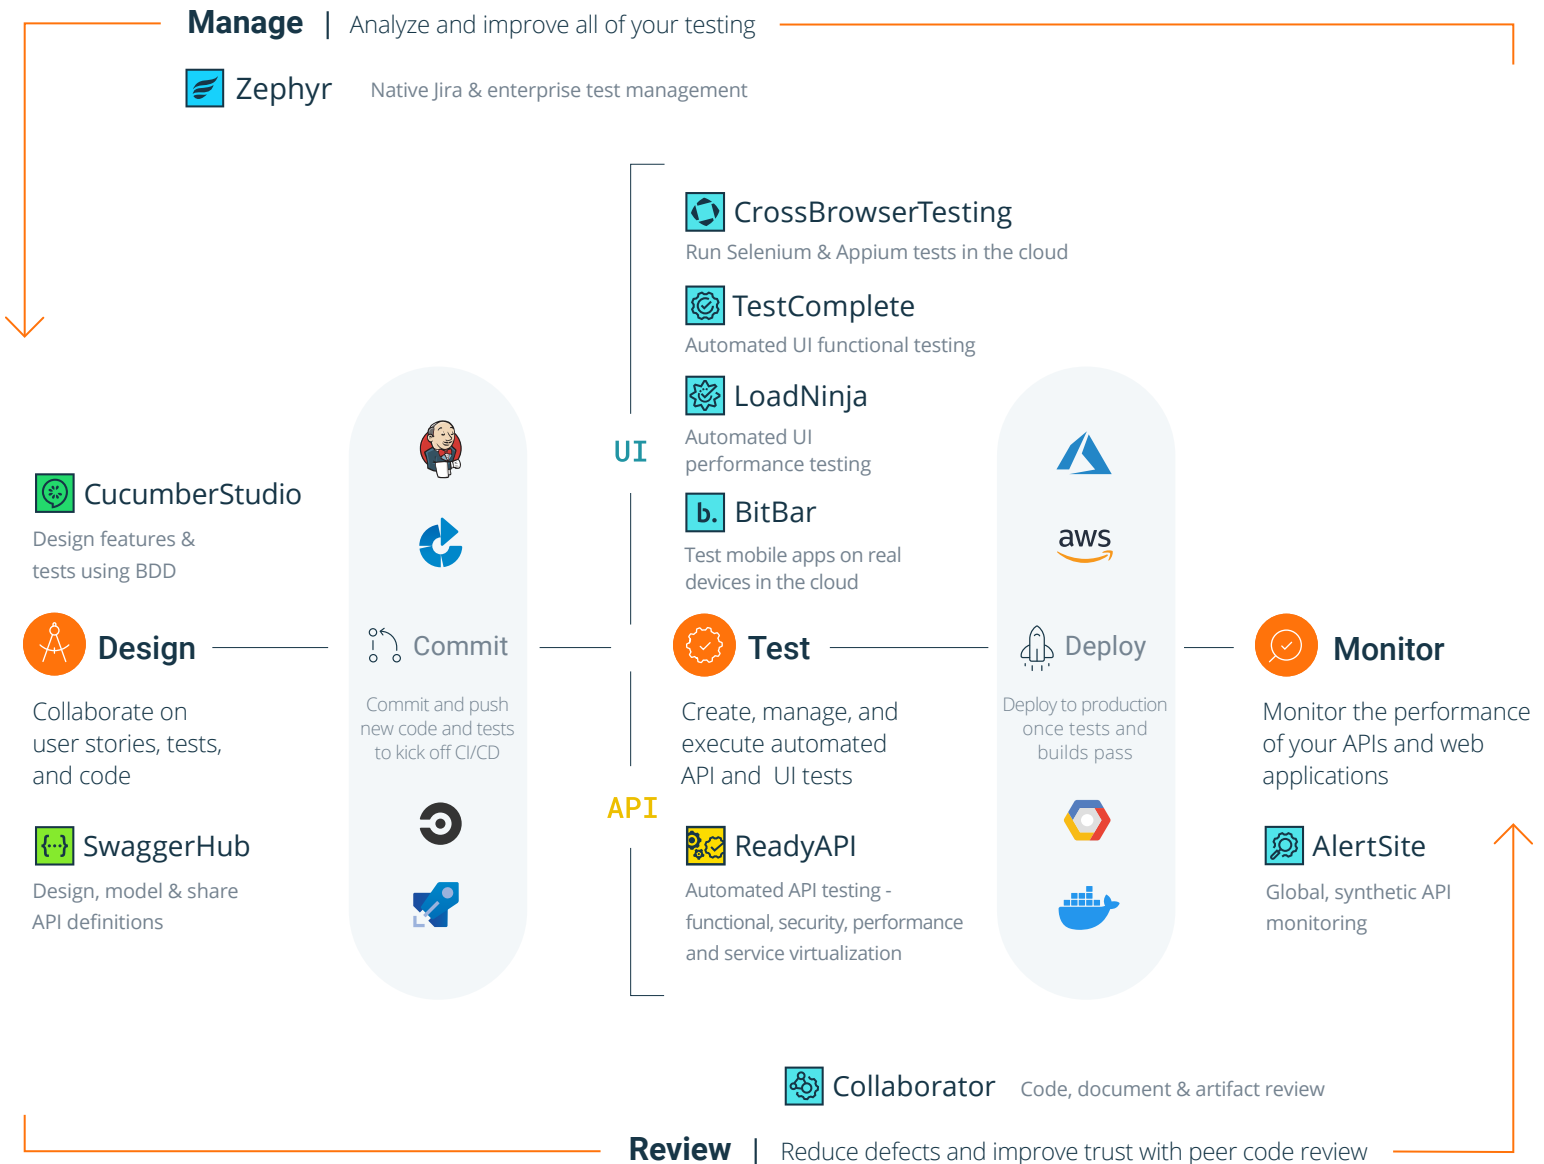 Manage | Analyze and improve all of your testing
Zephyr Native Jira & enterprise test management
CrossBrowserTesting
Run Selenium & Appium tests in the cloud
TestComplete
Automated UI functional testing
LoadNinja
Automated UI
performance testing
UI
BitBar
Test mobile apps on real
devices in the cloud
b.
CucumberStudio
Design features &
tests using BDD
aws
Design
Collaborate on
user stories, tests,
and code
Commit
Commit and push
new code and tests
to kick off CI/CD
Test
Create, manage, and
execute automated
API and UI tests
Deploy
Deploy to production
once tests and
builds pass
Monitor
Monitor the performance
of your APIs and web
applications
API
{··}
SwaggerHub
Design, model & share
API definitions
ReadyAPI
Automated API testing -
functional, security, performance
and service virtualization
AlertSite
Global, synthetic API
monitoring
Collaborator Code, document & artifact review
Review | Reduce defects and improve trust with peer code review